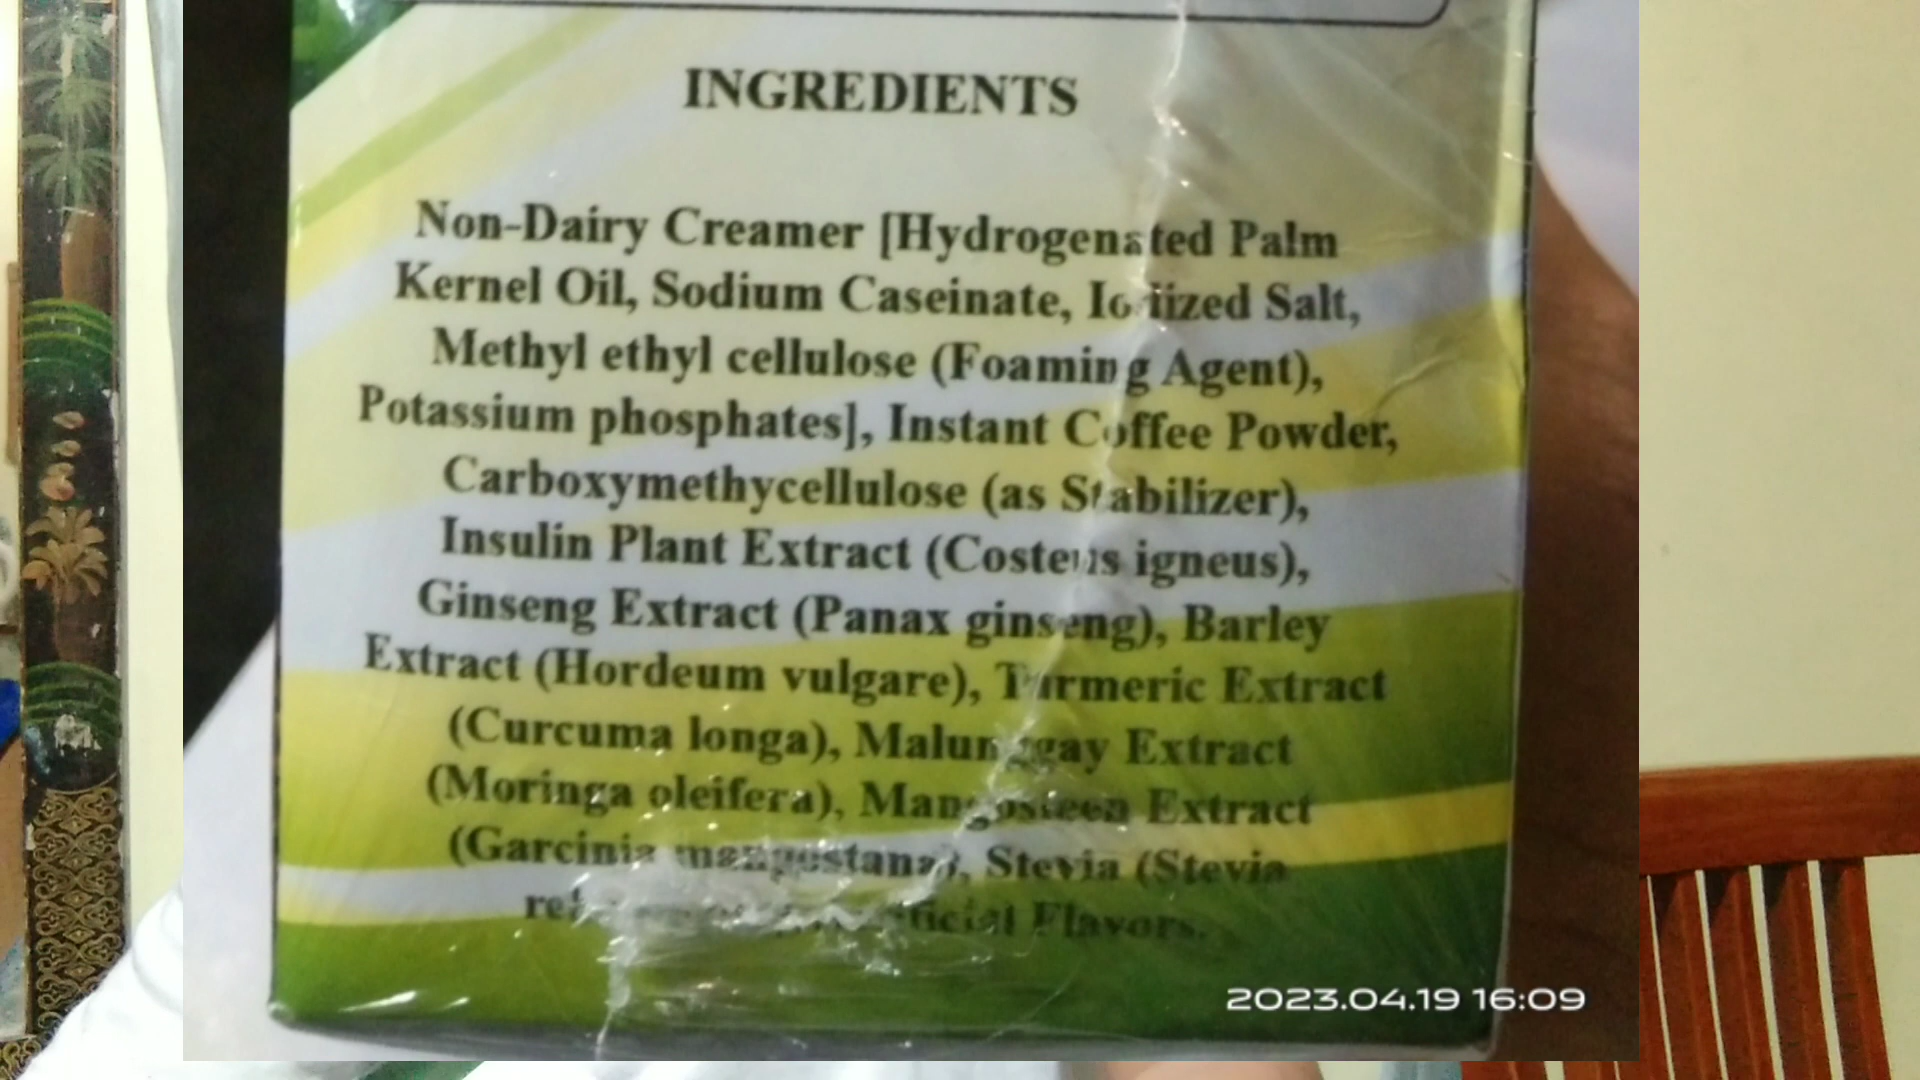 INGREDIENTS
Non-Dairy Creamer [Hydrogenated Palm
Kernel Oil, Sodium Caseinate, Iodized Salt,
Methyl ethyl cellulose (Foaming Agent),
Potassium phosphates], Instant Coffee Powder,
Carboxymethycellulose (as Stabilizer),
Insulin Plant Extract (Costeus igneus),
Ginseng Extract (Panax ginseng), Barley
Extract (Hordeum vulgare), Turmeric Extract
(Curcuma longa), Malunggay Extract
(Moringa oleifera), Mangosteen Extract
(Garcinia mangostana), Stevia (Stevia
Flavors.
2023.04.19 16:09